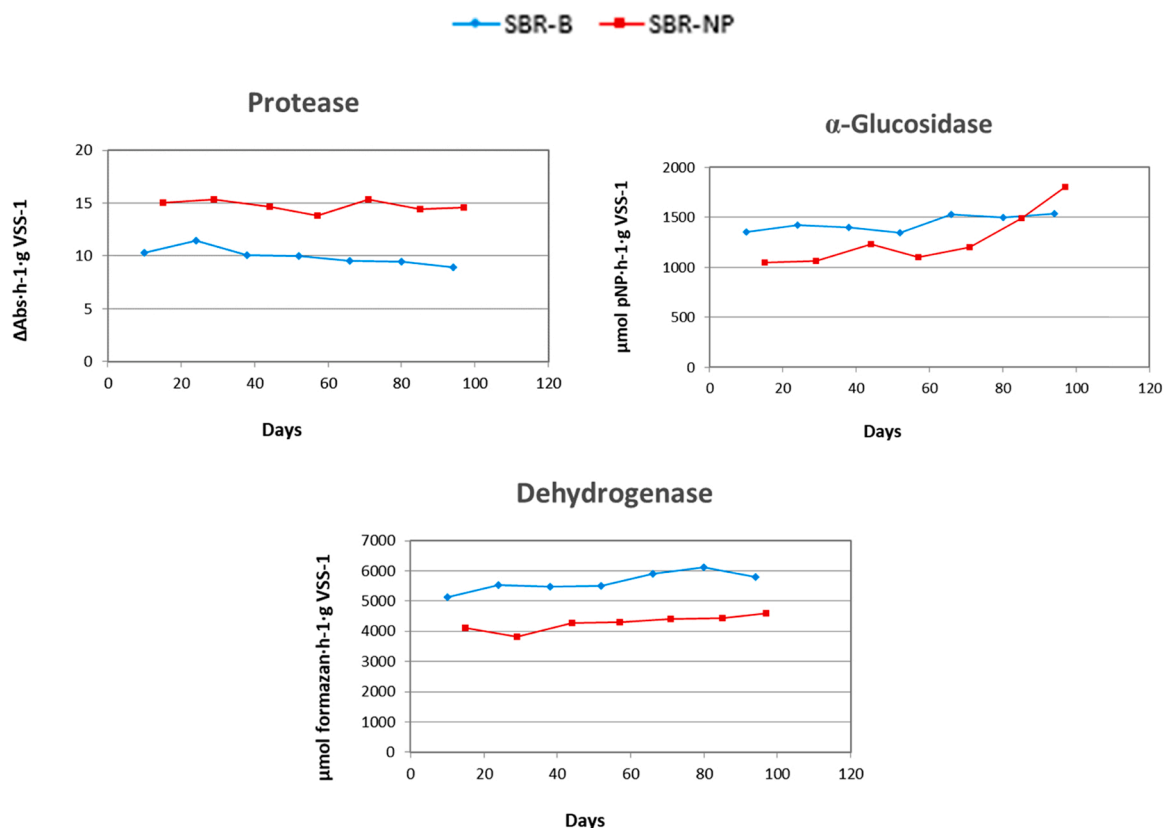 SBR-B SBR-NP
Protease
20
15
10
5
0
0 20 40 60 80 100 120
ΔAbs·h-1·g VSS-1
Days
α-Glucosidase
2000
1500
1000
500
0
0 20 40 60 80 100 120
µmol pNP·h-1·g VSS-1
Days
Dehydrogenase
7000
6000
5000
4000
3000
2000
1000
0
0 20 40 60 80 100 120
µmol formazan·h-1·g VSS-1
Days